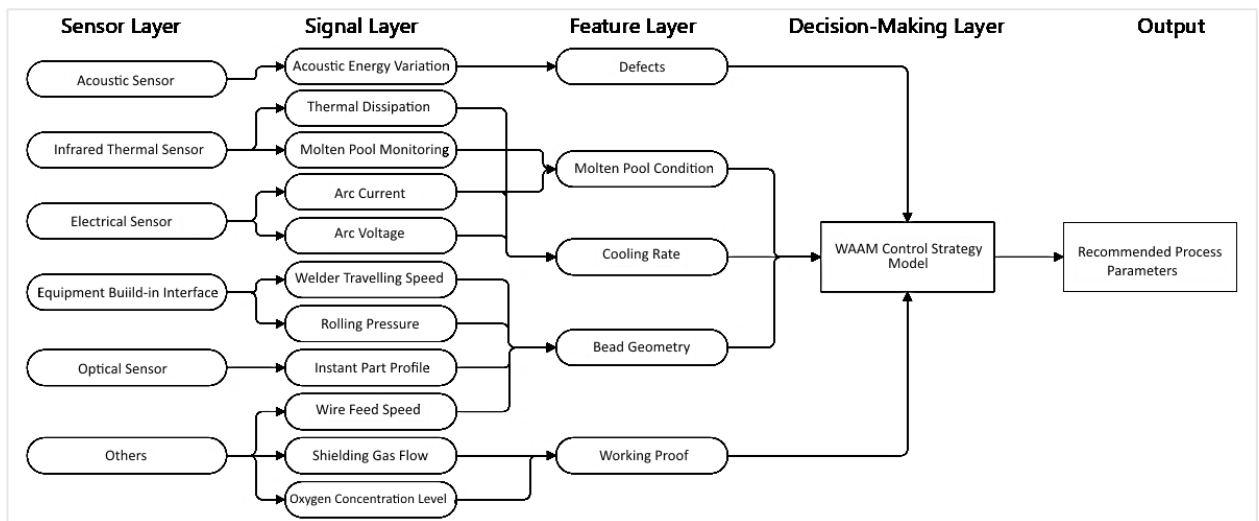 Sensor Layer
Signal Layer
Feature Layer
Decision-Making Layer
Output
Acoustic Sensor
Infrared Thermal Sensor
Electrical Sensor
Equipment Buiild-in Interface
Optical Sensor
Others
Acoustic Energy Variation
Thermal Dissipation
Molten Pool Monitoring
Arc Current
Arc Voltage
Welder Travelling Speed
Rolling Pressure
Instant Part Profile
Wire Feed Speed
Shielding Gas Flow
Oxygen Concentration Level
Defects
Molten Pool Condition
Cooling Rate
Bead Geometry
Working Proof
WAAM Control Strategy
Model
Recommended Process
Parameters